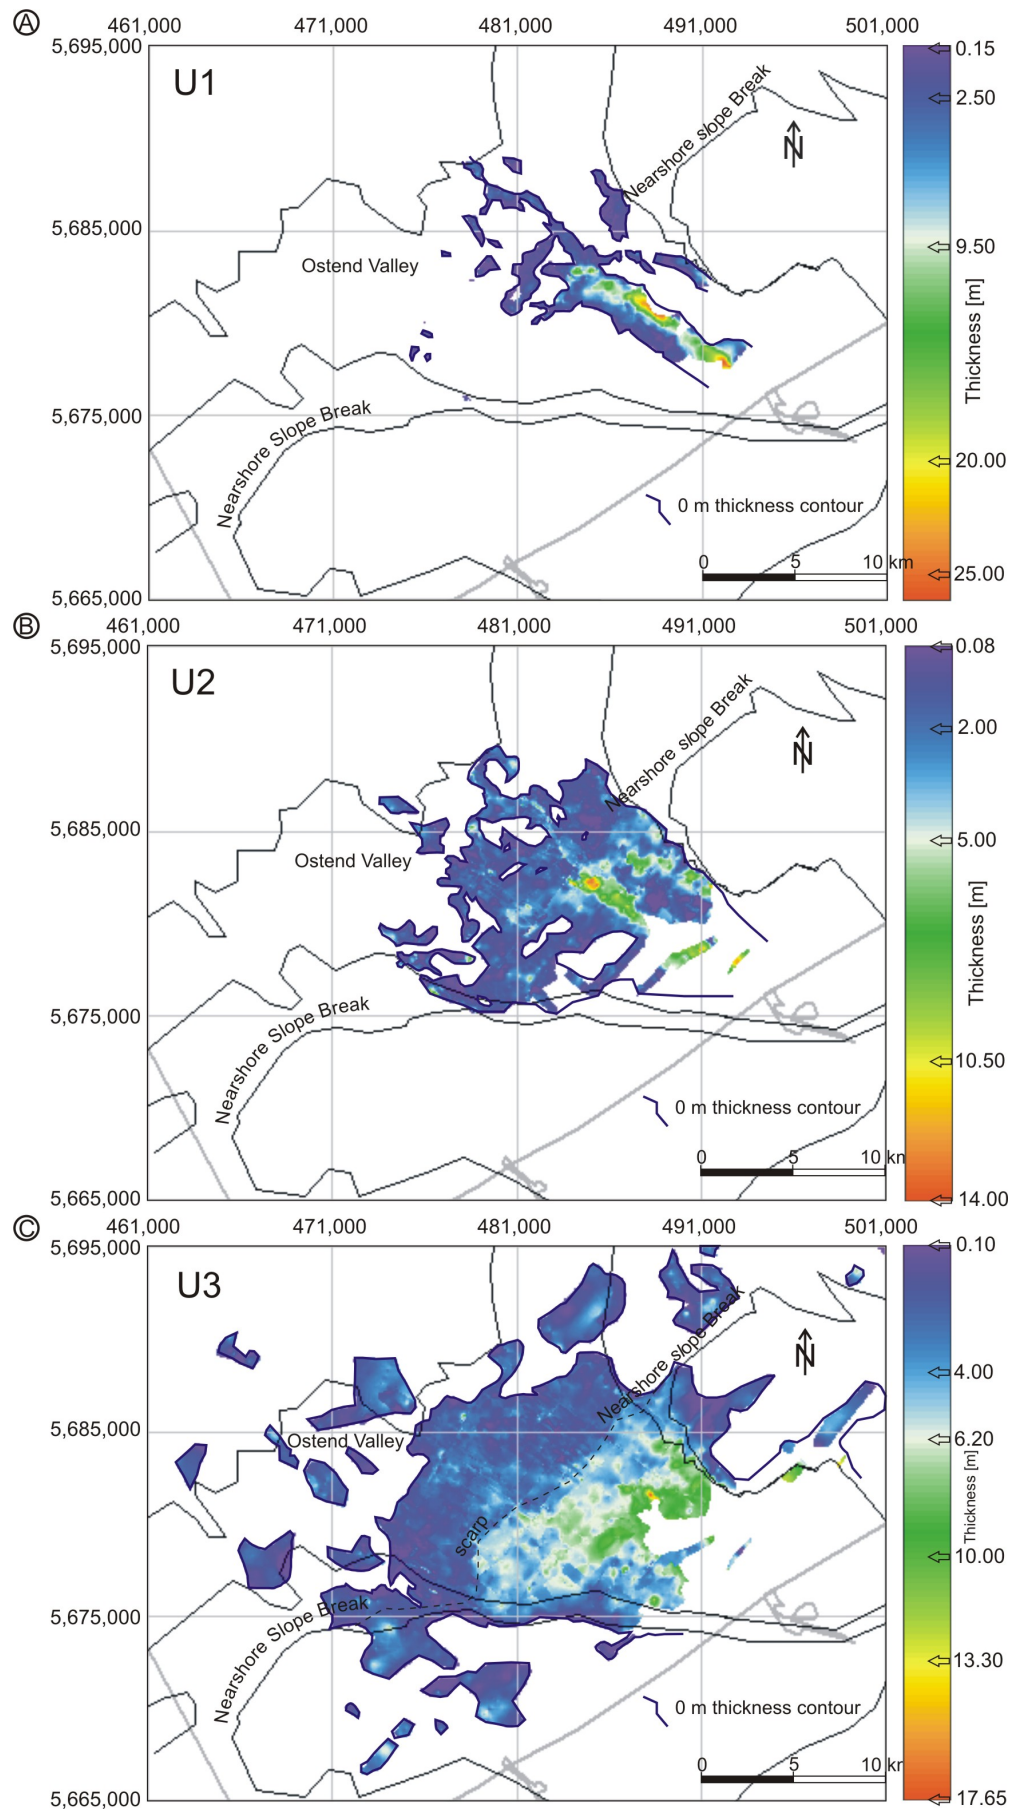 A
461,000 471,000 481,000 491,000 501,000
5,695,000
U1
Nearshore slope Break
N
5,685,000
Ostend Valley
5,675,000
Nearshore Slope Break
0 m thickness contour
0 5 10 km
5,665,000
0.15
2.50
9.50
Thickness [m]
20.00
25.00
B
461,000 471,000 481,000 491,000 501,000
5,695,000
U2
Nearshore slope Break
N
5,685,000
Ostend Valley
5,675,000
Nearshore Slope Break
0 m thickness contour
0 5 10 kn
5,665,000
0.08
2.00
5.00
Thickness [m]
10.50
14.00
C
461,000 471,000 481,000 491,000 501,000
5,695,000
U3
Nearshore slope Break
N
5,685,000
Ostend Valley
scarp
5,675,000
Nearshore Slope Break
0 m thickness contour
0 5 10 kr
5,665,000
0.10
4.00
6.20
Thickness [m]
10.00
13.30
17.65